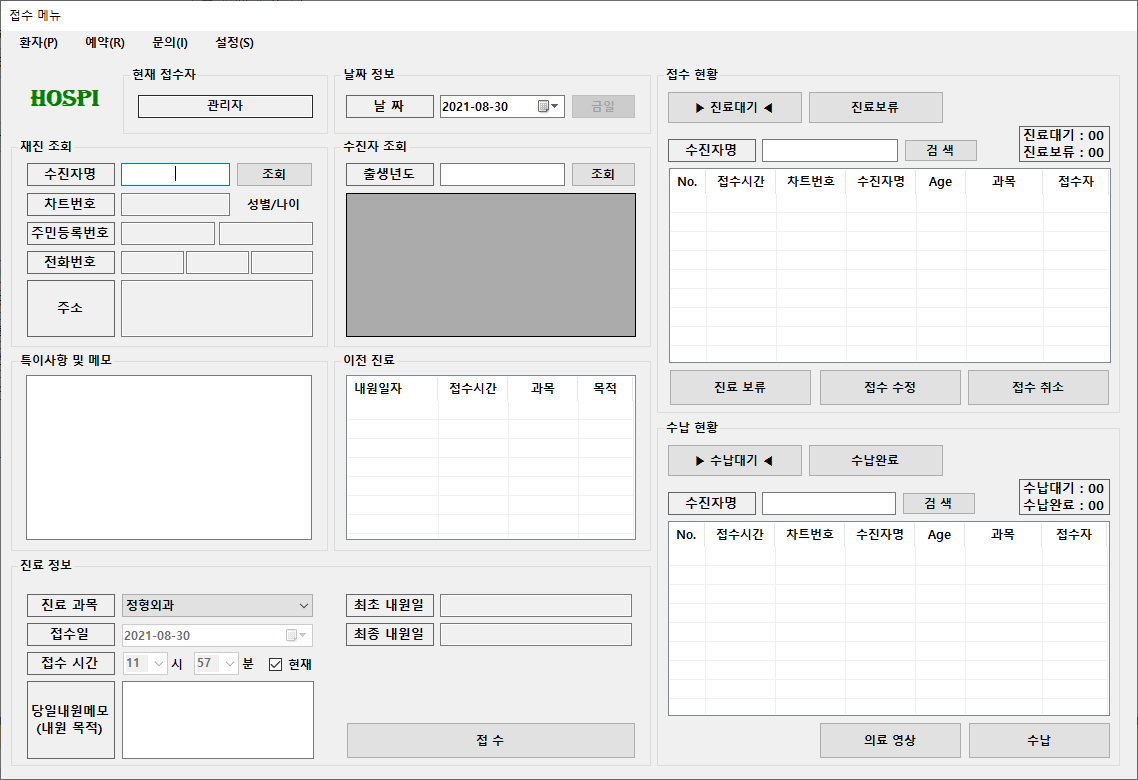 접수 메뉴
환자(P) 예약(R) 문의(I) 설정(S)
HOSPI
현재 접수자
관리자
날짜 정보
날 짜 2021-08-30 금일
재진 조회
수진자명 조회
차트번호 성별/나이
주민등록번호
전화번호
주소
수진자 조회
출생년도 조회
특이사항 및 메모
이전 진료
내원일자 접수시간 과목 목적
진료 정보
진료 과목 정형외과
접수일 2021-08-30
접수 시간 11 시 57 분 현재
당일내원메모
(내원 목적)
최초 내원일
최종 내원일
접 수
접수 현황
▶ 진료대기 ◀ 진료보류
진료대기 : 00
진료보류 : 00
수진자명 검 색
No. 접수시간 차트번호 수진자명 Age 과목 접수자
진료 보류 접수 수정 접수 취소
수납 현황
▶ 수납대기 ◀ 수납완료
수납대기 : 00
수납완료 : 00
수진자명 검 색
No. 접수시간 차트번호 수진자명 Age 과목 접수자
의료 영상 수납